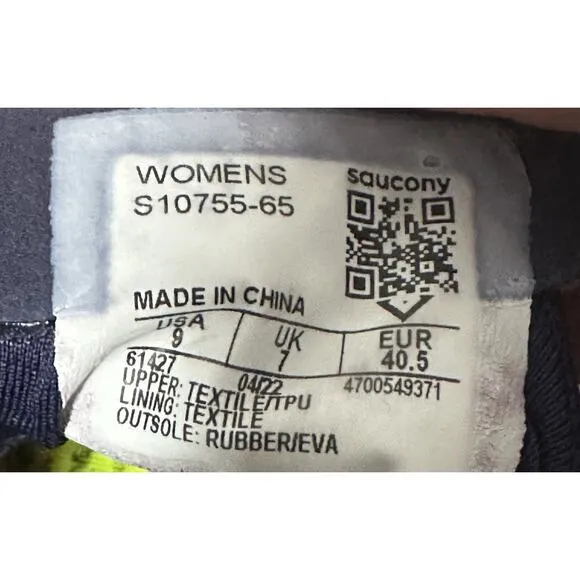 WOMENS
S10755-65
saucony
MADE IN CHINA
USA UK EUR
9 7 40.5
61427 04/22 4700549371
UPPER: TEXTILE/TPU
LINING: TEXTILE
OUTSOLE: RUBBER/EVA